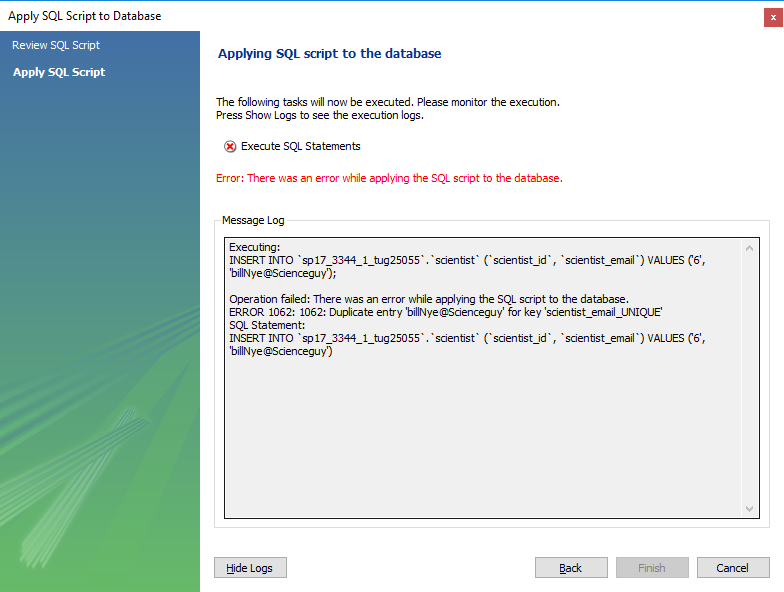 Apply SQL Script to Database
x
Review SQL Script
Apply SQL Script
Applying SQL script to the database
The following tasks will now be executed. Please monitor the execution.
Press Show Logs to see the execution logs.
Execute SQL Statements
Error: There was an error while applying the SQL script to the database.
Message Log
Executing:
INSERT INTO `sp17_3344_1_tug25055`.`scientist` (`scientist_id`, `scientist_email`) VALUES ('6',
'billNye@Scienceguy');
Operation failed: There was an error while applying the SQL script to the database.
ERROR 1062: 1062: Duplicate entry 'billNye@Scienceguy' for key 'scientist_email_UNIQUE'
SQL Statement:
INSERT INTO `sp17_3344_1_tug25055`.`scientist` (`scientist_id`, `scientist_email`) VALUES ('6',
'billNye@Scienceguy')
Hide Logs
Back
Finish
Cancel